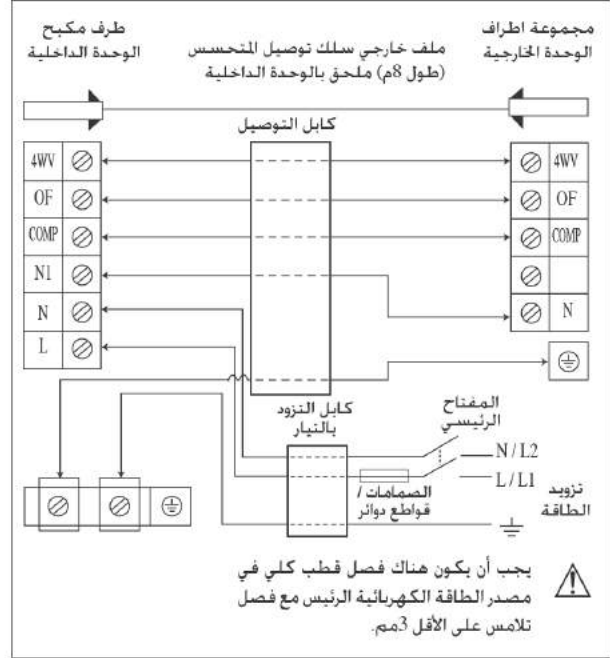 مجموعة اطراف
الوحدة الخارجية
ملف خارجي سلك توصيل المتحسس
(طول 8م) ملحق بالوحدة الداخلية
طرف مكبح
الوحدة الداخلية
كابل التوصيل
4WV
OF
COMP
N1
N
L
4WV
OF
COMP
N
كابل التزود
بالتيار
المفتاح
الرئيسي
N/L2
L/L1
تزويد
الطاقة
الصمامات /
قواطع دوائر
يجب أن يكون هناك فصل قطب كلي في
مصدر الطاقة الكهربائية الرئيس مع فصل
تلامس على الأقل 3مم.